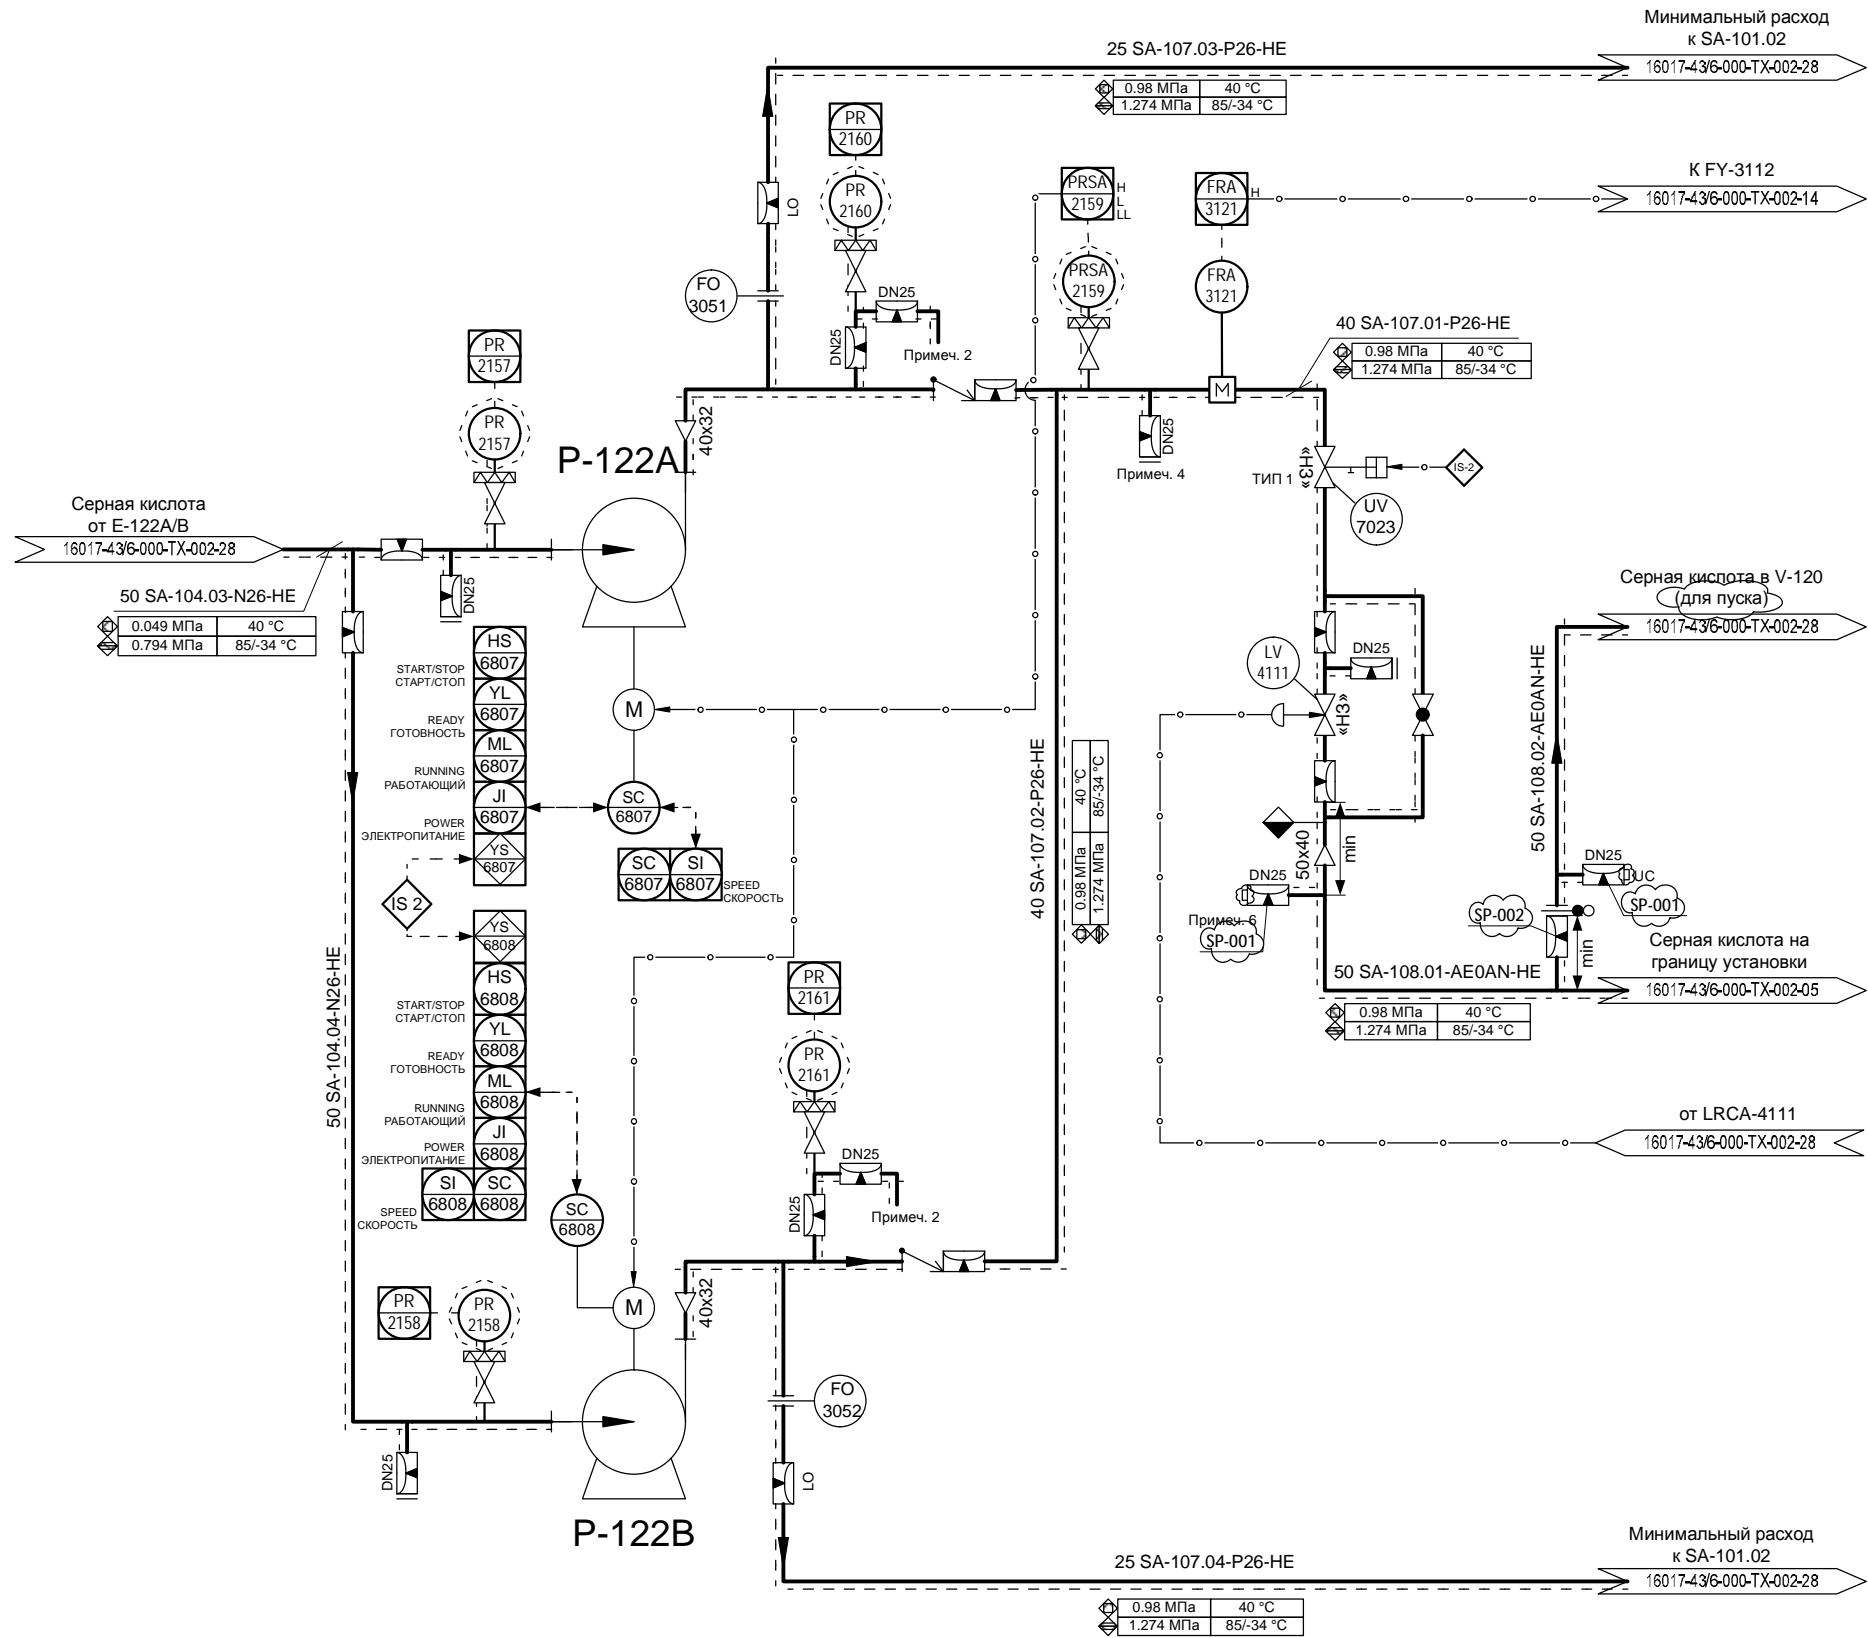 Минимальный расход
к SA-101.02
16017-43/6-000-ТХ-002-28
25 SA-107.03-P26-HE
0.98 МПа 40 °C
1.274 МПа 85/-34 °C
PR
2160
PR
2160
LO
FO
3051
DN25
DN25
Примеч. 2
PRSA
2159
H
L
LL
PRSA
2159
FRA
3121
H
FRA
3121
К FY-3112
16017-43/6-000-ТХ-002-14
40 SA-107.01-P26-HE
0.98 МПа 40 °C
1.274 МПа 85/-34 °C
M
DN25
Примеч. 4
PR
2157
PR
2157
40x32
P-122A
ТИП 1
«НЗ»
IS-2
UV
7023
Серная кислота
от E-122A/B
16017-43/6-000-ТХ-002-28
DN25
50 SA-104.03-N26-HE
0.049 МПа 40 °C
0.794 МПа 85/-34 °C
HS
6807
START/STOP
СТАРТ/СТОП
YL
6807
READY
ГОТОВНОСТЬ
ML
6807
RUNNING
РАБОТАЮЩИЙ
JI
6807
POWER
ЭЛЕКТРОПИТАНИЕ
YS
6807
IS 2
M
SC
6807
SC
6807
SI
6807
SPEED
СКОРОСТЬ
YS
6808
HS
6808
START/STOP
СТАРТ/СТОП
YL
6808
READY
ГОТОВНОСТЬ
ML
6808
RUNNING
РАБОТАЮЩИЙ
JI
6808
POWER
ЭЛЕКТРОПИТАНИЕ
SI
6808
SC
6808
SPEED
СКОРОСТЬ
SC
6808
50 SA-104.04-N26-HE
40 SA-107.02-P26-HE
0.98 МПа 40 °C
1.274 МПа 85/-34 °C
LV
4111
DN25
«НЗ»
50x40
min
DN25
Примеч. 6
SP-001
Серная кислота в V-120
(для пуска)
16017-43/6-000-ТХ-002-28
50 SA-108.02-AE0AN-HE
DN25
UC
SP-001
SP-002
min
Серная кислота на
границу установки
16017-43/6-000-ТХ-002-05
50 SA-108.01-AE0AN-HE
0.98 МПа 40 °C
1.274 МПа 85/-34 °C
от LRCA-4111
16017-43/6-000-ТХ-002-28
PR
2161
PR
2161
DN25
DN25
Примеч. 2
PR
2158
PR
2158
M
40x32
DN25
P-122B
FO
3052
LO
25 SA-107.04-P26-HE
0.98 МПа 40 °C
1.274 МПа 85/-34 °C
Минимальный расход
к SA-101.02
16017-43/6-000-ТХ-002-28